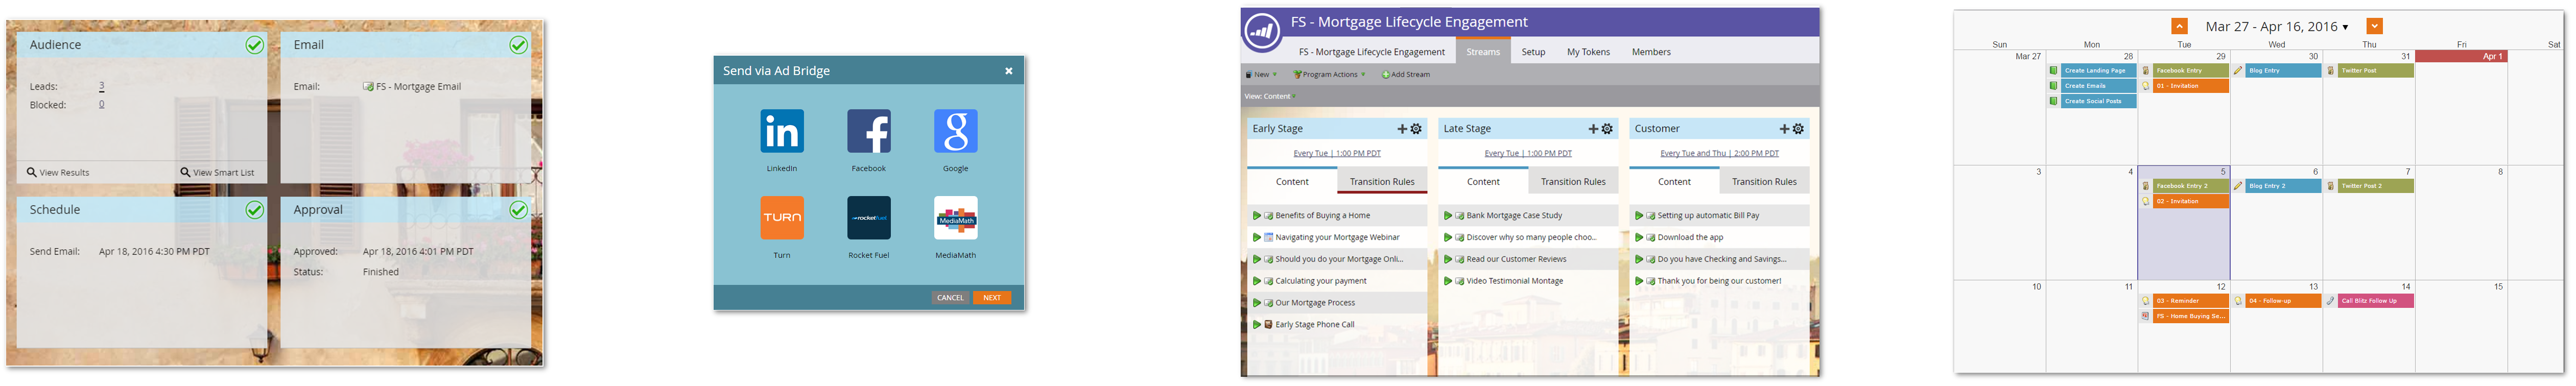 Audience
Leads: 3
Blocked: 0
View Results View Smart List
Email
Email: FS - Mortgage Email
Schedule
Send Email: Apr 18, 2016 4:30 PM PDT
Approval
Approved: Apr 18, 2016 4:01 PM PDT
Status: Finished
Send via Ad Bridge
in
f
g
LinkedIn Facebook Google
TURN
rocketfuel
MediaMath
Turn Rocket Fuel MediaMath
CANCEL NEXT
FS - Mortgage Lifecycle Engagement
FS - Mortgage Lifecycle Engagement Streams Setup My Tokens Members
New Program Actions Add Stream
View: Content
Early Stage
Every Tue | 1:00 PM PDT
Content Transition Rules
Benefits of Buying a Home
Navigating your Mortgage Webinar
Should you do your Mortgage Onli...
Calculating your payment
Our Mortgage Process
Early Stage Phone Call
Late Stage
Every Tue | 1:00 PM PDT
Content Transition Rules
Bank Mortgage Case Study
Discover why so many people choo...
Read our Customer Reviews
Video Testimonial Montage
Customer
Every Tue and Thu | 2:00 PM PDT
Content Transition Rules
Setting up automatic Bill Pay
Download the app
Do you have Checking and Savings...
Thank you for being our customer!
Mar 27 - Apr 16, 2016
Sun Mon Tue Wed Thu Fri Sat
Mar 27 28 29 30 31 Apr 1
Create Landing Page Facebook Entry Blog Entry Twitter Post
Create Emails 01 - Invitation
Create Social Posts
3 4 5 6 7 8
Facebook Entry 2 Blog Entry 2 Twitter Post 2
02 - Invitation
10 11 12 13 14 15
03 - Reminder 04 - Follow-up Call Blitz Follow Up
FS - Home Buying Se...